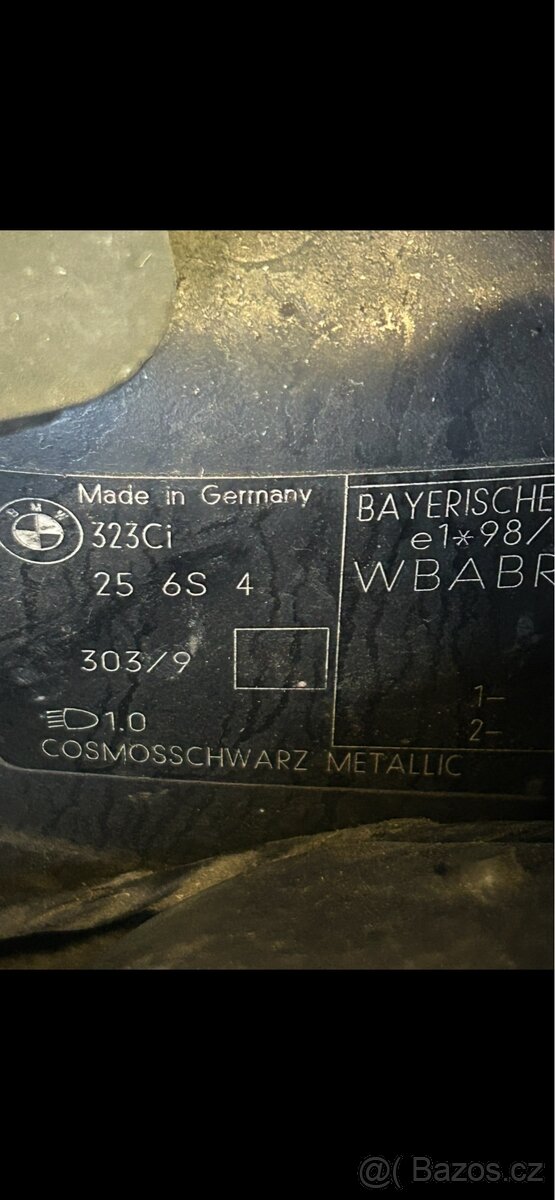 Made in Germany
BMW
323Ci
25 6S 4
303/9
1.0
COSMOSSCHWARZ METALLIC
BAYERISCHE
e1*98/
WBABR
1-
2-
@( Bazos.cz